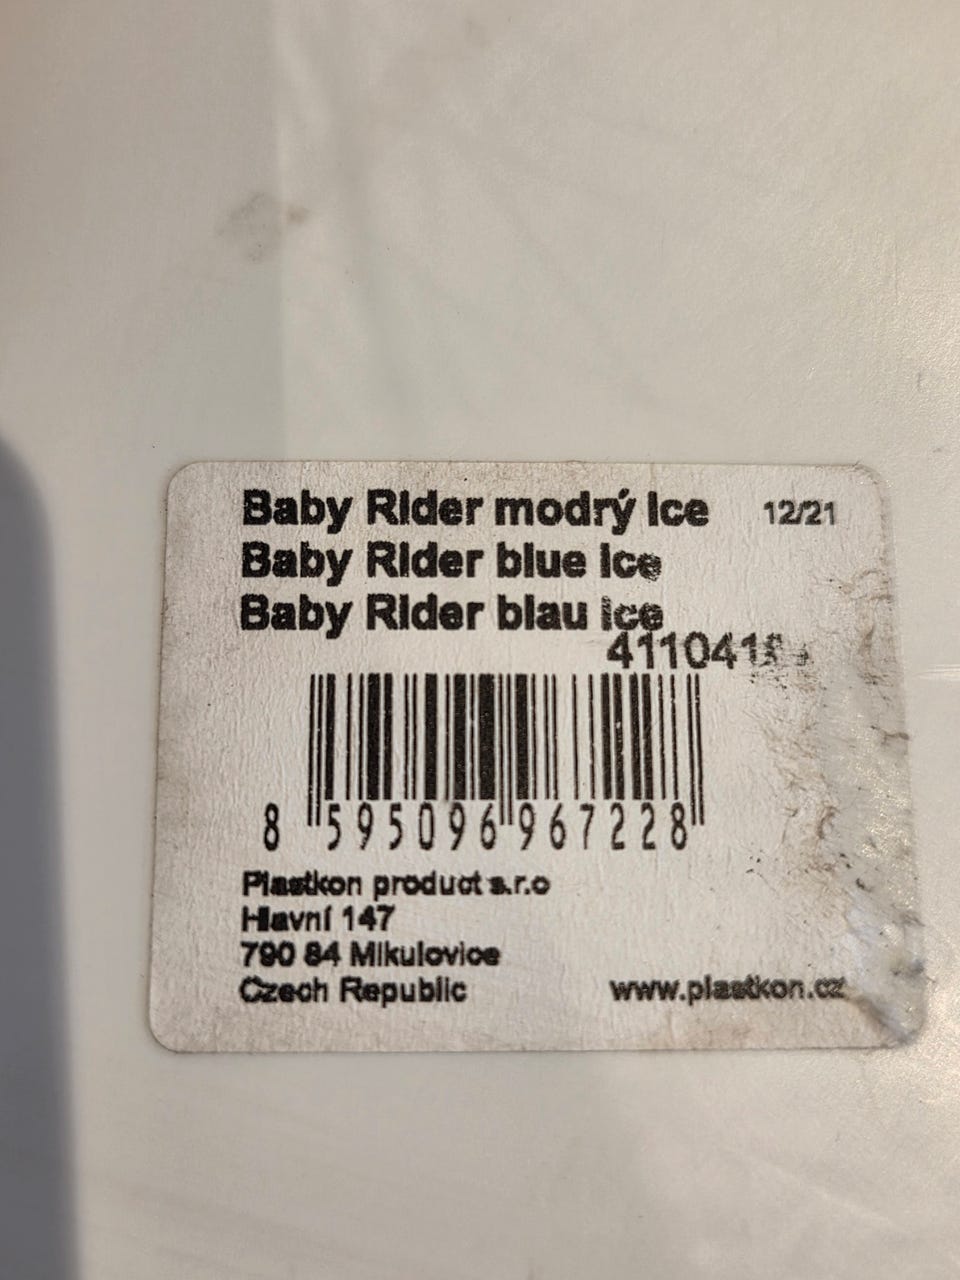 Baby Rider modrý Ice 12/21
Baby Rider blue Ice
Baby Rider blau Ice
8 595096 967228
Plastkon product s.r.o
Hlavní 147
790 84 Mikulovice
Czech Republic www.plastkon.cz